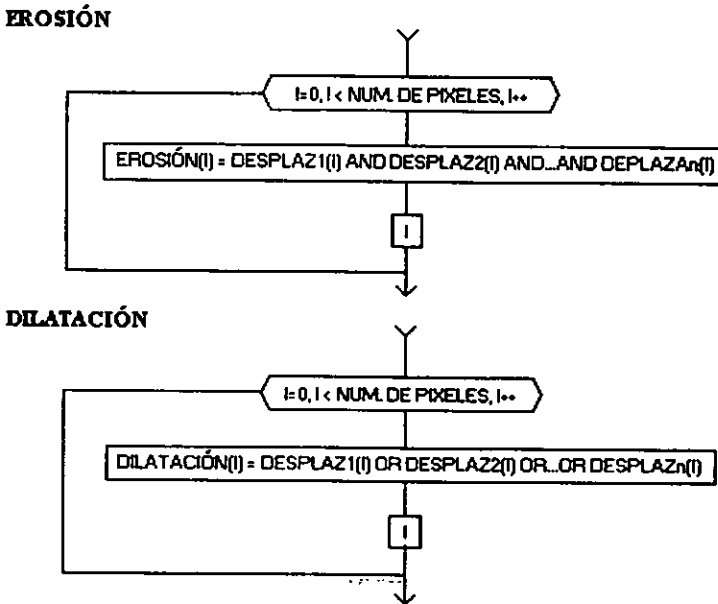 EROSIÓN
I=0, I < NUM. DE PIXELES, I++
EROSIÓN(I) = DESPLAZ1(I) AND DESPLAZ2(I) AND...AND DEPLAZAn(I)
I
DILATACIÓN
I=0, I < NUM. DE PIXELES, I++
DILATACIÓN(I) = DESPLAZ1(I) OR DESPLAZ2(I) OR...OR DESPLAZn(I)
I